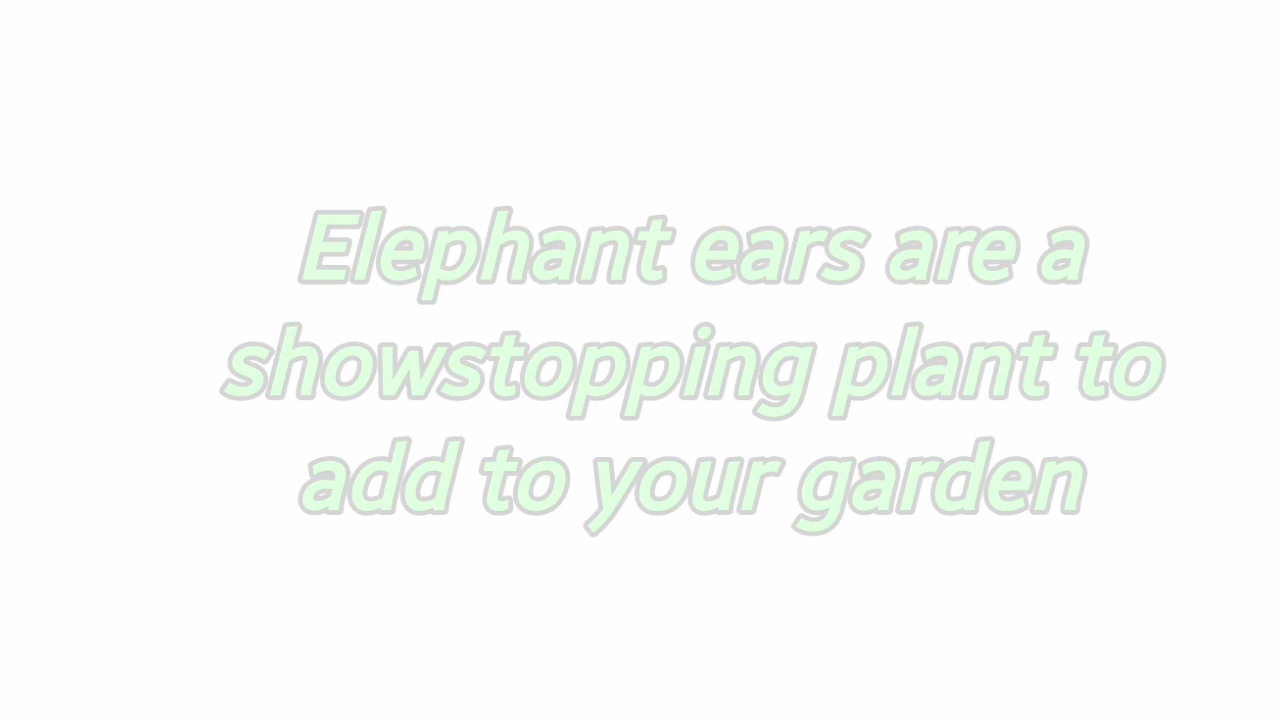 Elephant ears are a
showstopping plant to
add to your garden